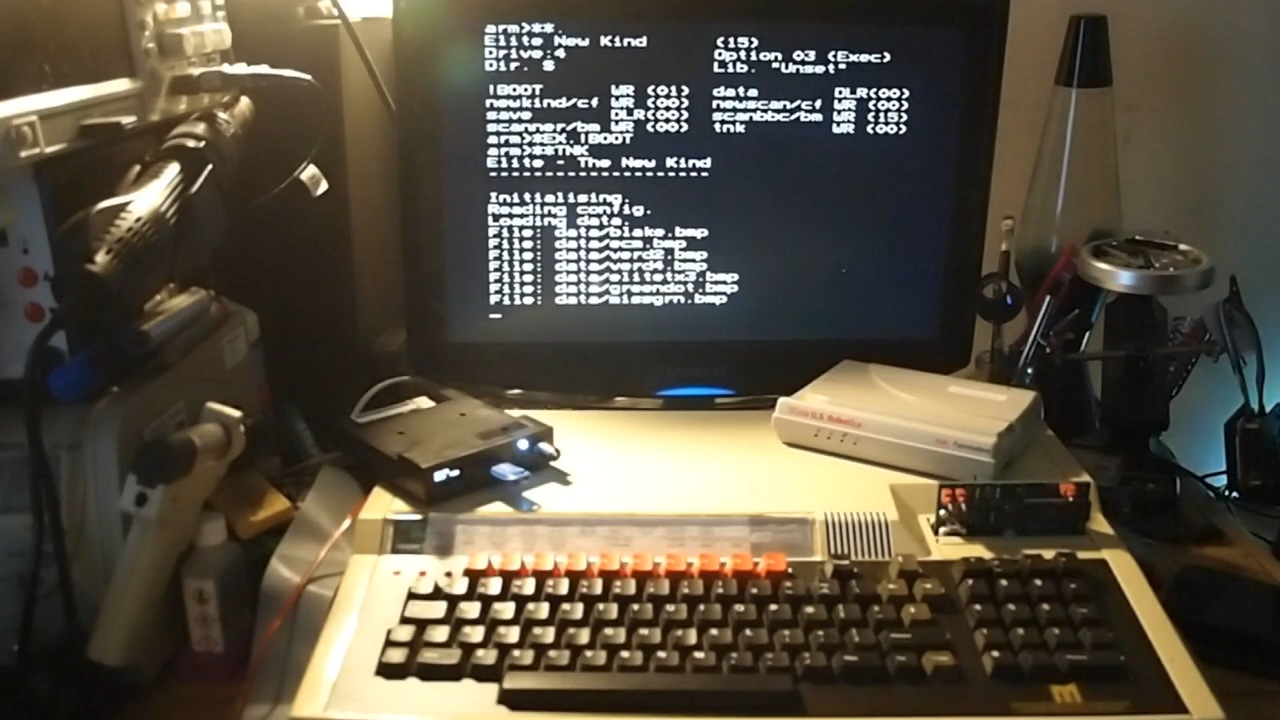 arm>**.
Elite New Kind (15)
Drive:4 Option 03 (Exec)
Dir. $ Lib. "Unset"
!BOOT WR (01) data DLR(00)
newkind/cf WR (00) newscan/cf WR (00)
save DLR(00) scanbbc/bm WR (15)
scanner/bm WR (00) tnk WR (00)
arm>*EX.!BOOT
arm>**TNK
Elite - The New Kind
--------------------
Initialising.
Reading config.
Loading data.
File: data/blake.bmp
File: data/ecm.bmp
File: data/verd2.bmp
File: data/verd4.bmp
File: data/elitetx3.bmp
File: data/greendot.bmp
File: data/missgrn.bmp
U.S. Robotics